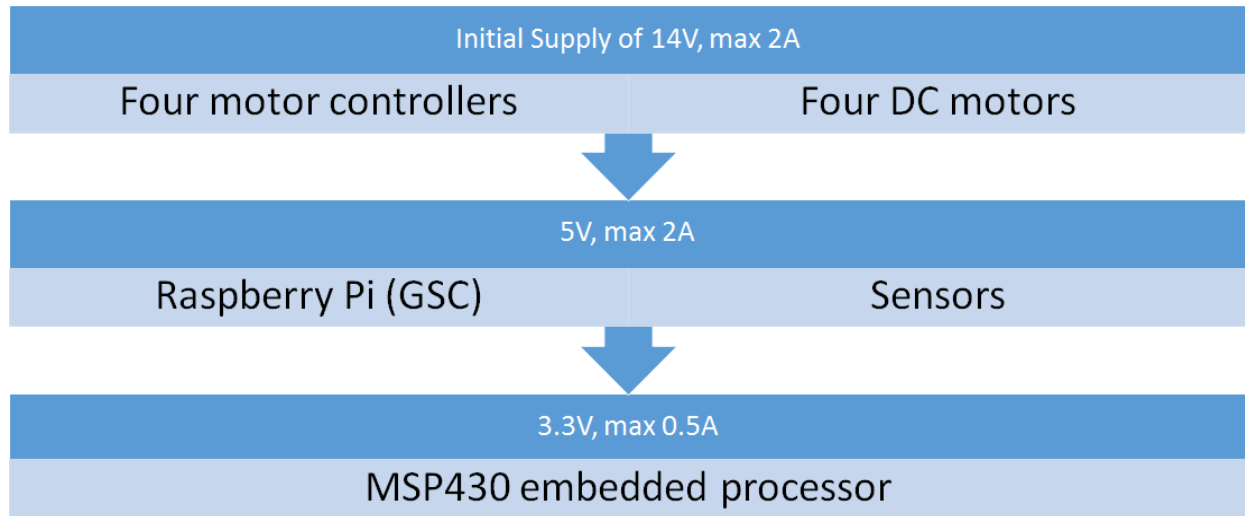 Initial Supply of 14V, max 2A
Four motor controllers
Four DC motors
5V, max 2A
Raspberry Pi (GSC)
Sensors
3.3V, max 0.5A
MSP430 embedded processor